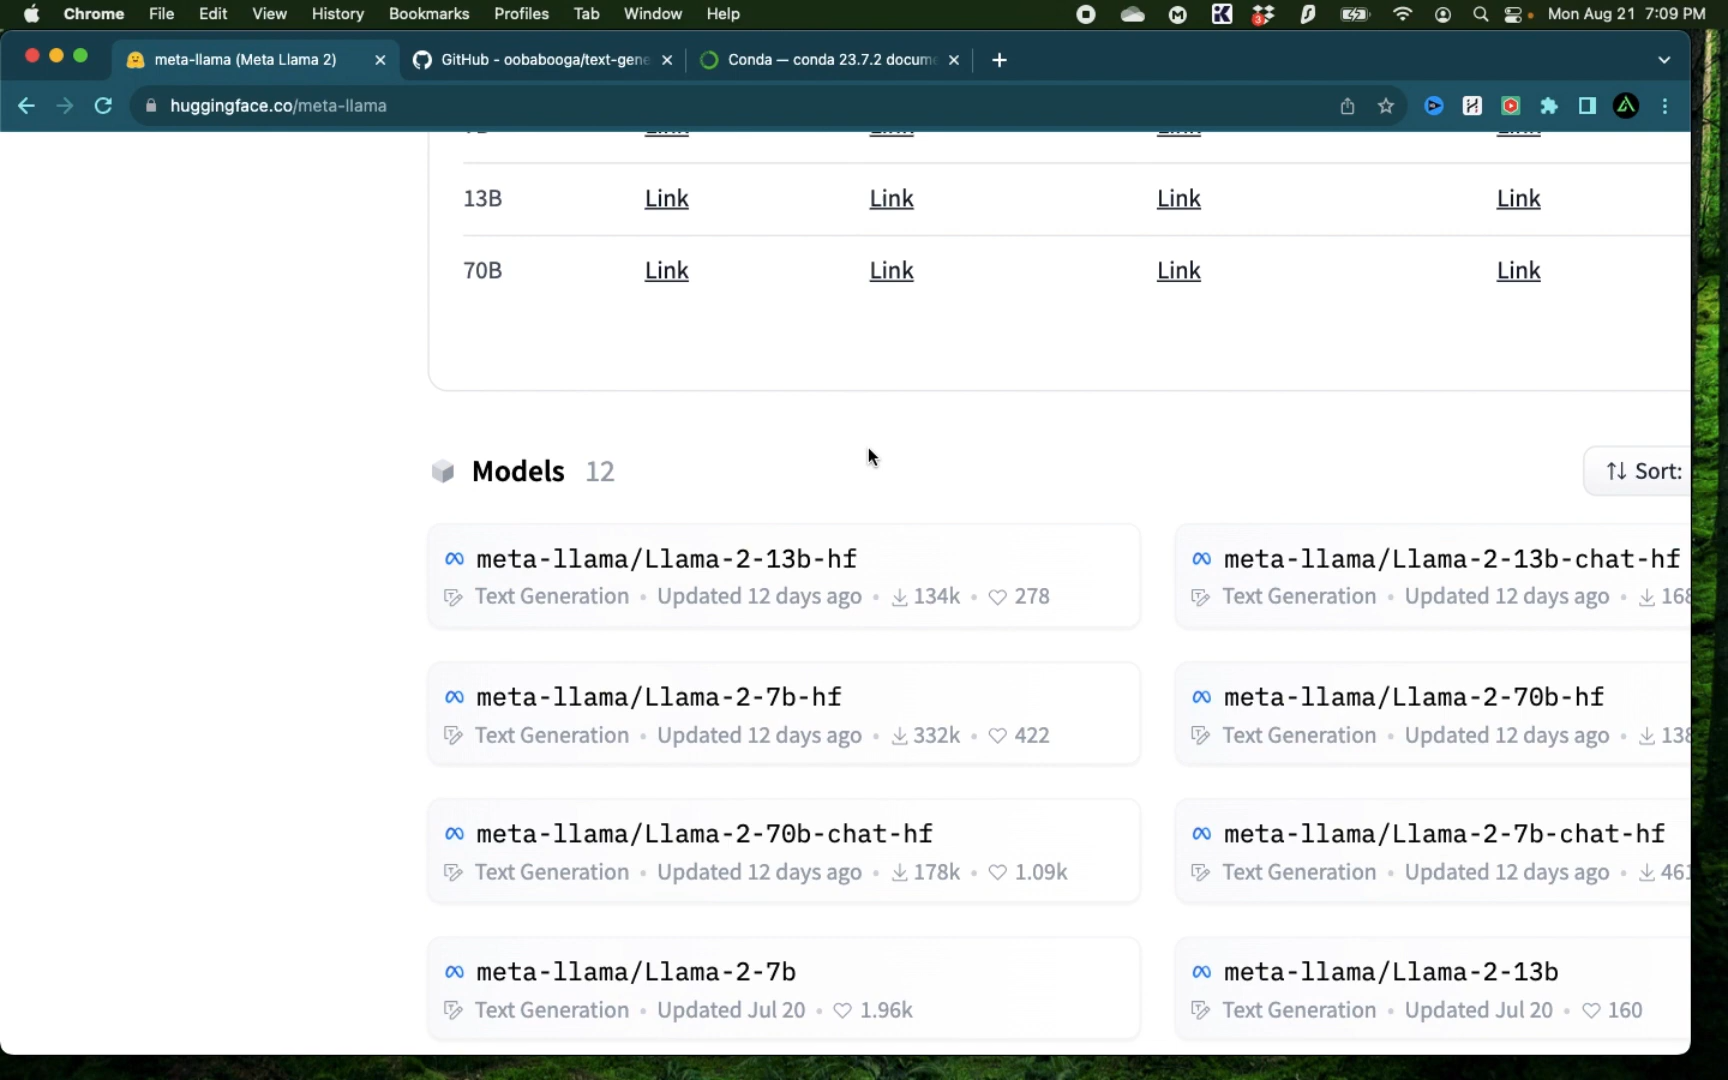 Chrome File Edit View History Bookmarks Profiles Tab Window Help 3 Mon Aug 21 7:09 PM
meta-llama (Meta Llama 2) GitHub - oobabooga/text-gene Conda — conda 23.7.2 docum
huggingface.co/meta-llama
13B Link Link Link Link
70B Link Link Link Link
Models 12 Sort:
meta-llama/Llama-2-13b-hf meta-llama/Llama-2-13b-chat-hf
Text Generation • Updated 12 days ago • 134k • 278 Text Generation • Updated 12 days ago • 168
meta-llama/Llama-2-7b-hf meta-llama/Llama-2-70b-hf
Text Generation • Updated 12 days ago • 332k • 422 Text Generation • Updated 12 days ago • 138
meta-llama/Llama-2-70b-chat-hf meta-llama/Llama-2-7b-chat-hf
Text Generation • Updated 12 days ago • 178k • 1.09k Text Generation • Updated 12 days ago • 461
meta-llama/Llama-2-7b meta-llama/Llama-2-13b
Text Generation • Updated Jul 20 • 1.96k Text Generation • Updated Jul 20 • 160